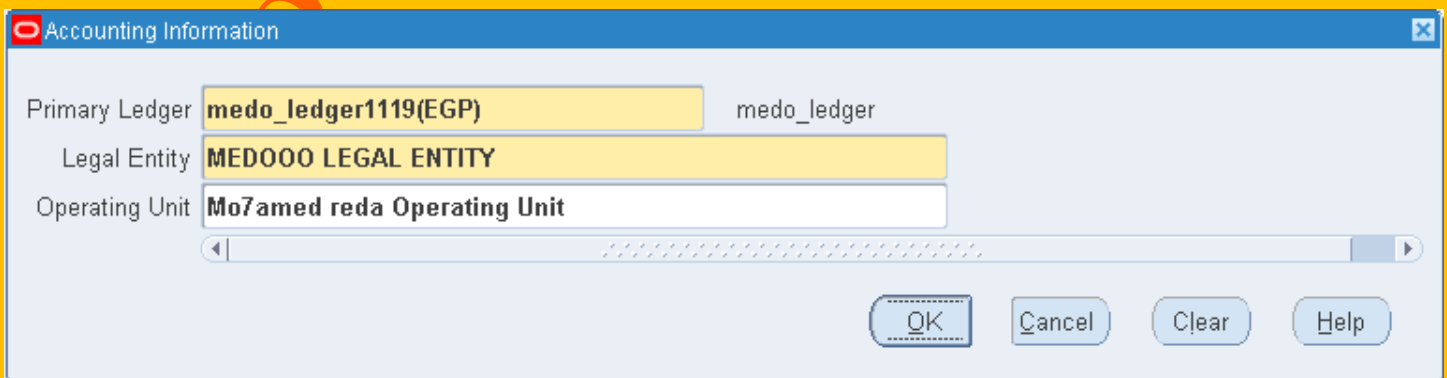 Accounting Information
Primary Ledger medo_ledger1119(EGP) medo_ledger
Legal Entity MEDOOO LEGAL ENTITY
Operating Unit Mo7amed reda Operating Unit
OK Cancel Clear Help